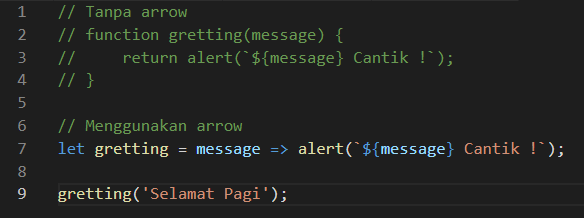 1 // Tanpa arrow
2 // function gretting(message) {
3 //     return alert(`${message} Cantik !`);
4 // }
5
6 // Menggunakan arrow
7 let gretting = message => alert(`${message} Cantik !`);
8
9 gretting('Selamat Pagi');